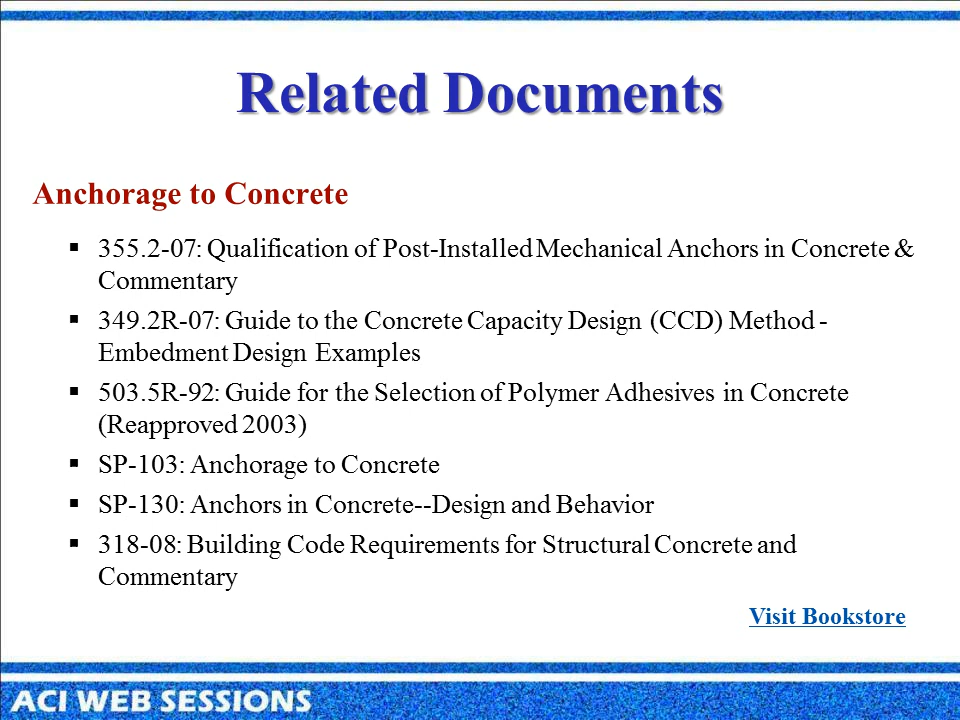 Related Documents
Anchorage to Concrete
▪ 355.2-07: Qualification of Post-Installed Mechanical Anchors in Concrete &
Commentary
▪ 349.2R-07: Guide to the Concrete Capacity Design (CCD) Method -
Embedment Design Examples
▪ 503.5R-92: Guide for the Selection of Polymer Adhesives in Concrete
(Reapproved 2003)
▪ SP-103: Anchorage to Concrete
▪ SP-130: Anchors in Concrete--Design and Behavior
▪ 318-08: Building Code Requirements for Structural Concrete and
Commentary
Visit Bookstore
ACI WEB SESSIONS